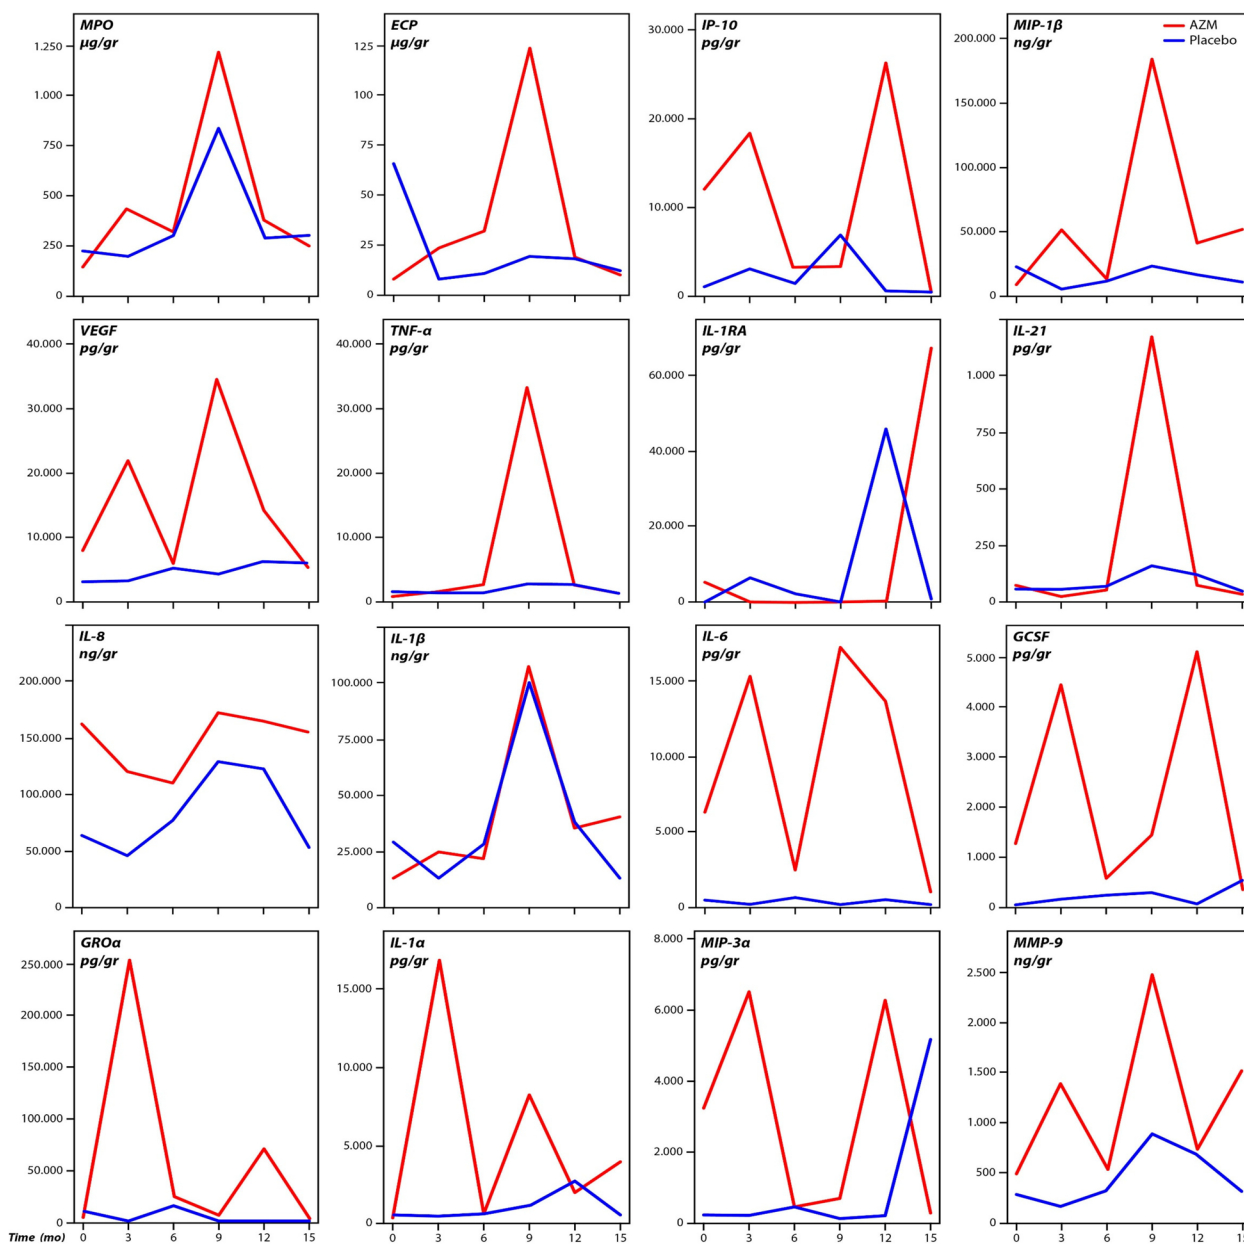 MPO
µg/gr
1.250
1.000
750
500
250
0
ECP
µg/gr
125
100
75
50
25
0
IP-10
pg/gr
30.000
20.000
10.000
0
MIP-1β
ng/gr
AZM
Placebo
200.000
150.000
100.000
50.000
0
VEGF
pg/gr
40.000
30.000
20.000
10.000
0
TNF-α
pg/gr
40.000
30.000
20.000
10.000
0
IL-1RA
pg/gr
60.000
40.000
20.000
0
IL-21
pg/gr
1.000
750
500
250
0
IL-8
ng/gr
200.000
150.000
100.000
50.000
0
IL-1β
ng/gr
100.000
75.000
50.000
25.000
0
IL-6
pg/gr
15.000
10.000
5.000
0
GCSF
pg/gr
5.000
4.000
3.000
2.000
1.000
0
GROα
pg/gr
250.000
200.000
150.000
100.000
50.000
0
IL-1α
pg/gr
15.000
10.000
5.000
0
MIP-3α
pg/gr
8.000
6.000
4.000
2.000
0
MMP-9
ng/gr
2.500
2.000
1.500
1.000
500
0
Time (mo) 0 3 6 9 12 15
0 3 6 9 12 15
0 3 6 9 12 15
0 3 6 9 12 15